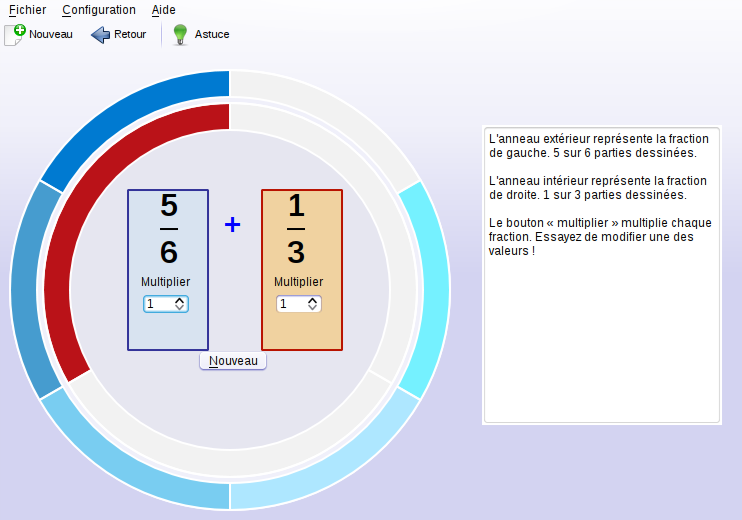 Fichier Configuration Aide
Nouveau Retour Astuce
5
6
Multiplier
1
+
1
3
Multiplier
1
Nouveau
L'anneau extérieur représente la fraction
de gauche. 5 sur 6 parties dessinées.
L'anneau intérieur représente la fraction
de droite. 1 sur 3 parties dessinées.
Le bouton « multiplier » multiplie chaque
fraction. Essayez de modifier une des
valeurs !